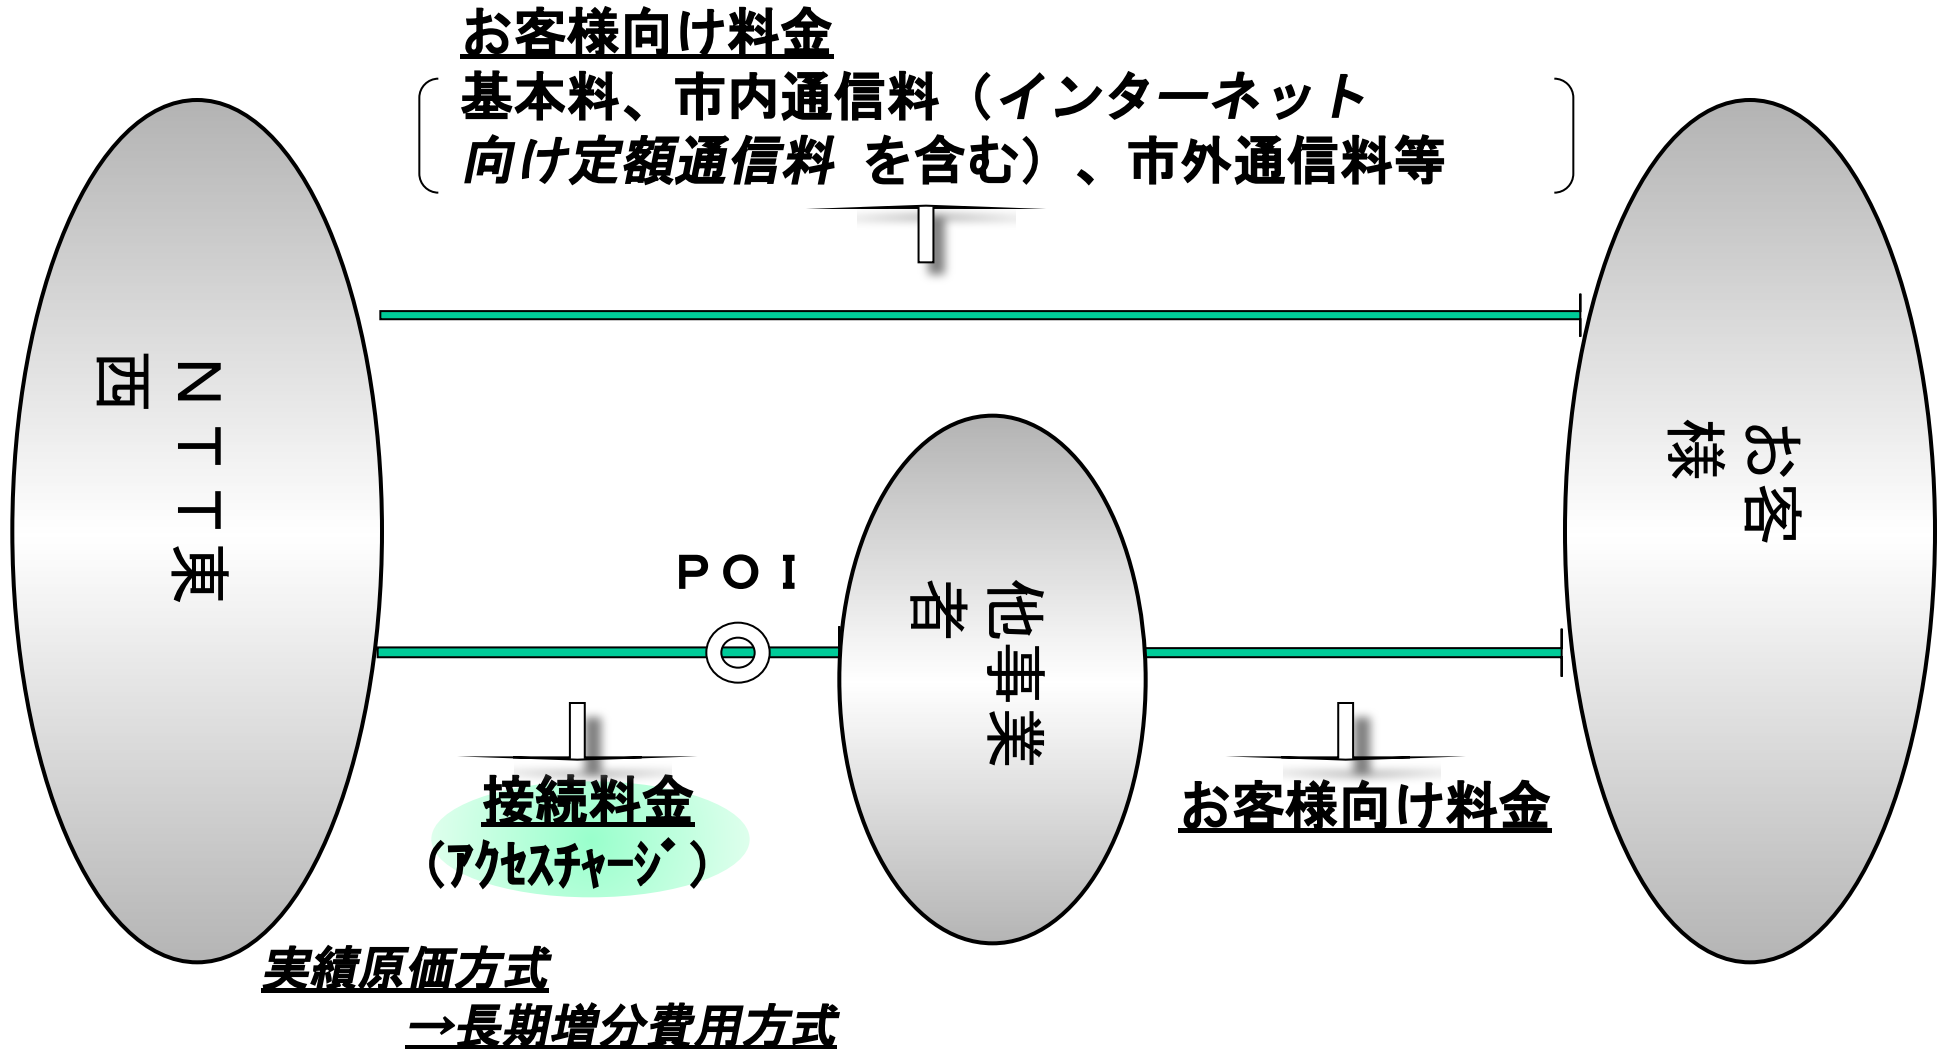 お客様向け料金
基本料、市内通信料（インターネット
向け定額通信料 を含む）、市外通信料等
ＮＴＴ東
西
お客
様
ＰＯＩ
他事業
者
接続料金
（ｱｸｾｽﾁｬｰｼﾞ）
お客様向け料金
実績原価方式
→長期増分費用方式